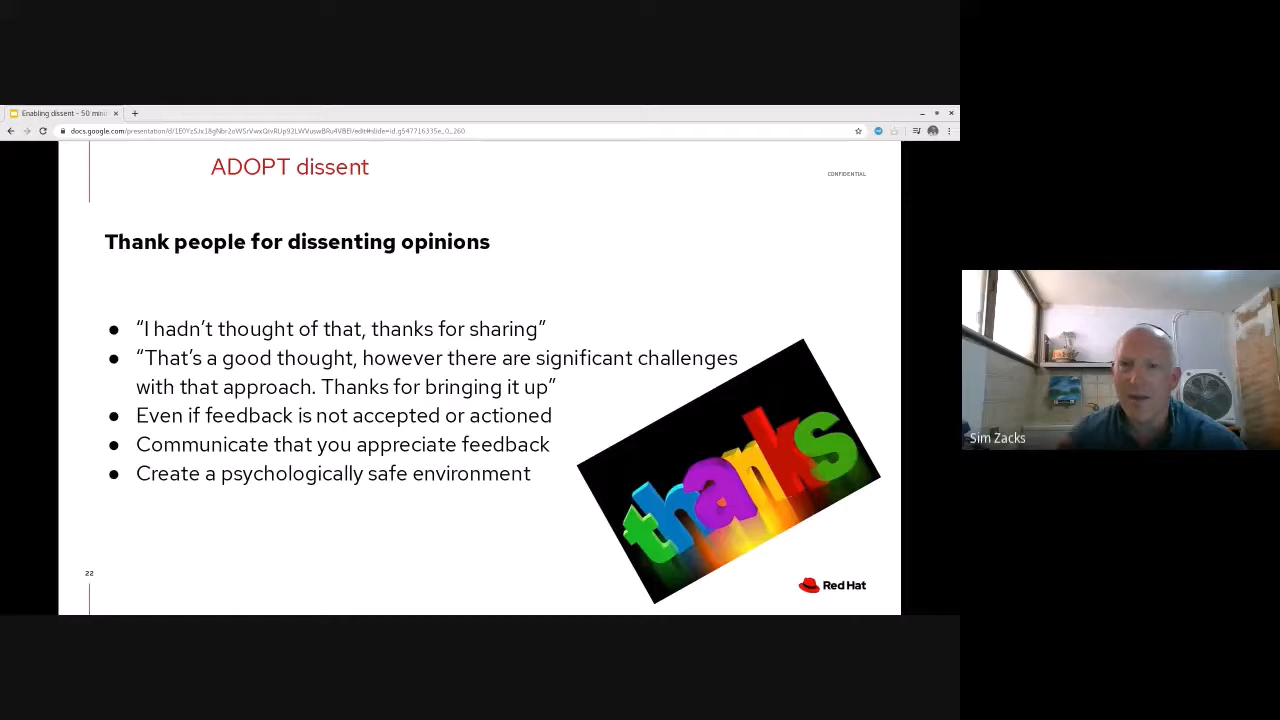 Enabling dissent - 50 minu
ADOPT dissent
CONFIDENTIAL
Thank people for dissenting opinions
● “I hadn’t thought of that, thanks for sharing”
● “That’s a good thought, however there are significant challenges
with that approach. Thanks for bringing it up”
● Even if feedback is not accepted or actioned
● Communicate that you appreciate feedback
● Create a psychologically safe environment
thanks
22
Red Hat
Sim Zacks